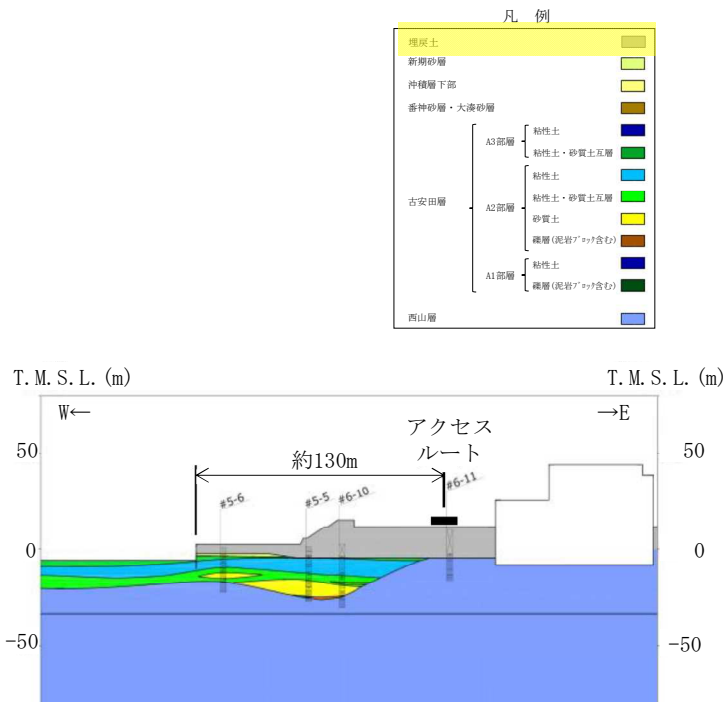 凡 例
埋戻土
新期砂層
沖積層下部
番神砂層・大湊砂層
古安田層
A3部層
粘性土
粘性土・砂質土互層
A2部層
粘性土
粘性土・砂質土互層
砂質土
礫層(泥岩ﾌﾞﾛｯｸ含む)
A1部層
粘性土
礫層(泥岩ﾌﾞﾛｯｸ含む)
西山層
T.M.S.L.(m)
T.M.S.L.(m)
W←
→E
アクセス
ルート
約130m
50
50
0
0
-50
-50
#5-6
#5-5
#6-10
#6-11